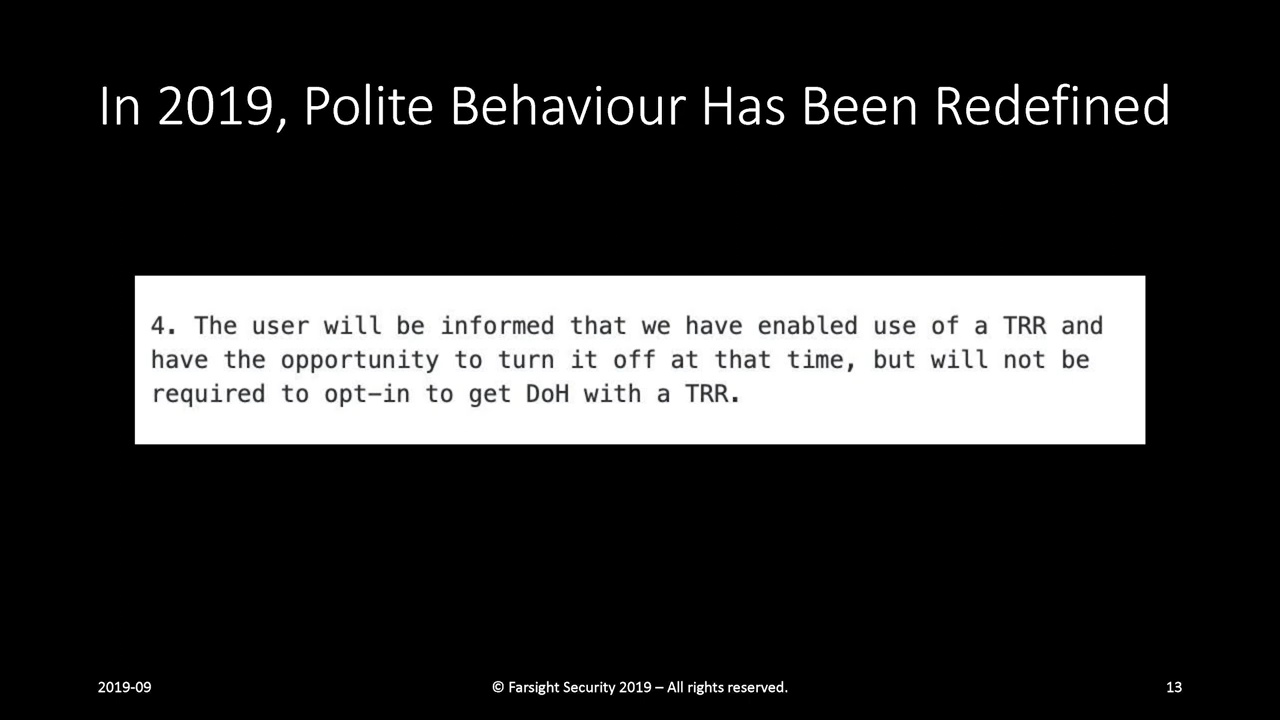 In 2019, Polite Behaviour Has Been Redefined
4. The user will be informed that we have enabled use of a TRR and
have the opportunity to turn it off at that time, but will not be
required to opt-in to get DoH with a TRR.
2019-09
© Farsight Security 2019 – All rights reserved.
13